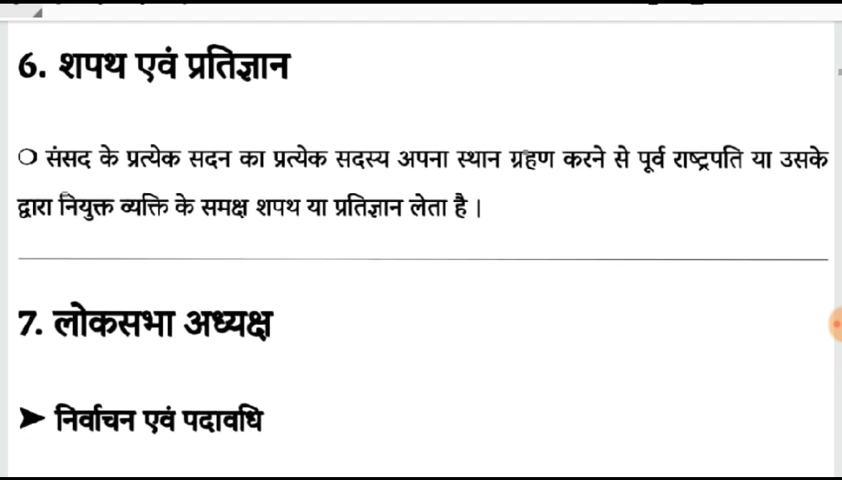 6. शपथ एवं प्रतिज्ञान
○ संसद के प्रत्येक सदन का प्रत्येक सदस्य अपना स्थान ग्रहण करने से पूर्व राष्ट्रपति या उसके
द्वारा नियुक्त व्यक्ति के समक्ष शपथ या प्रतिज्ञान लेता है।
7. लोकसभा अध्यक्ष
➤ निर्वाचन एवं पदावधि